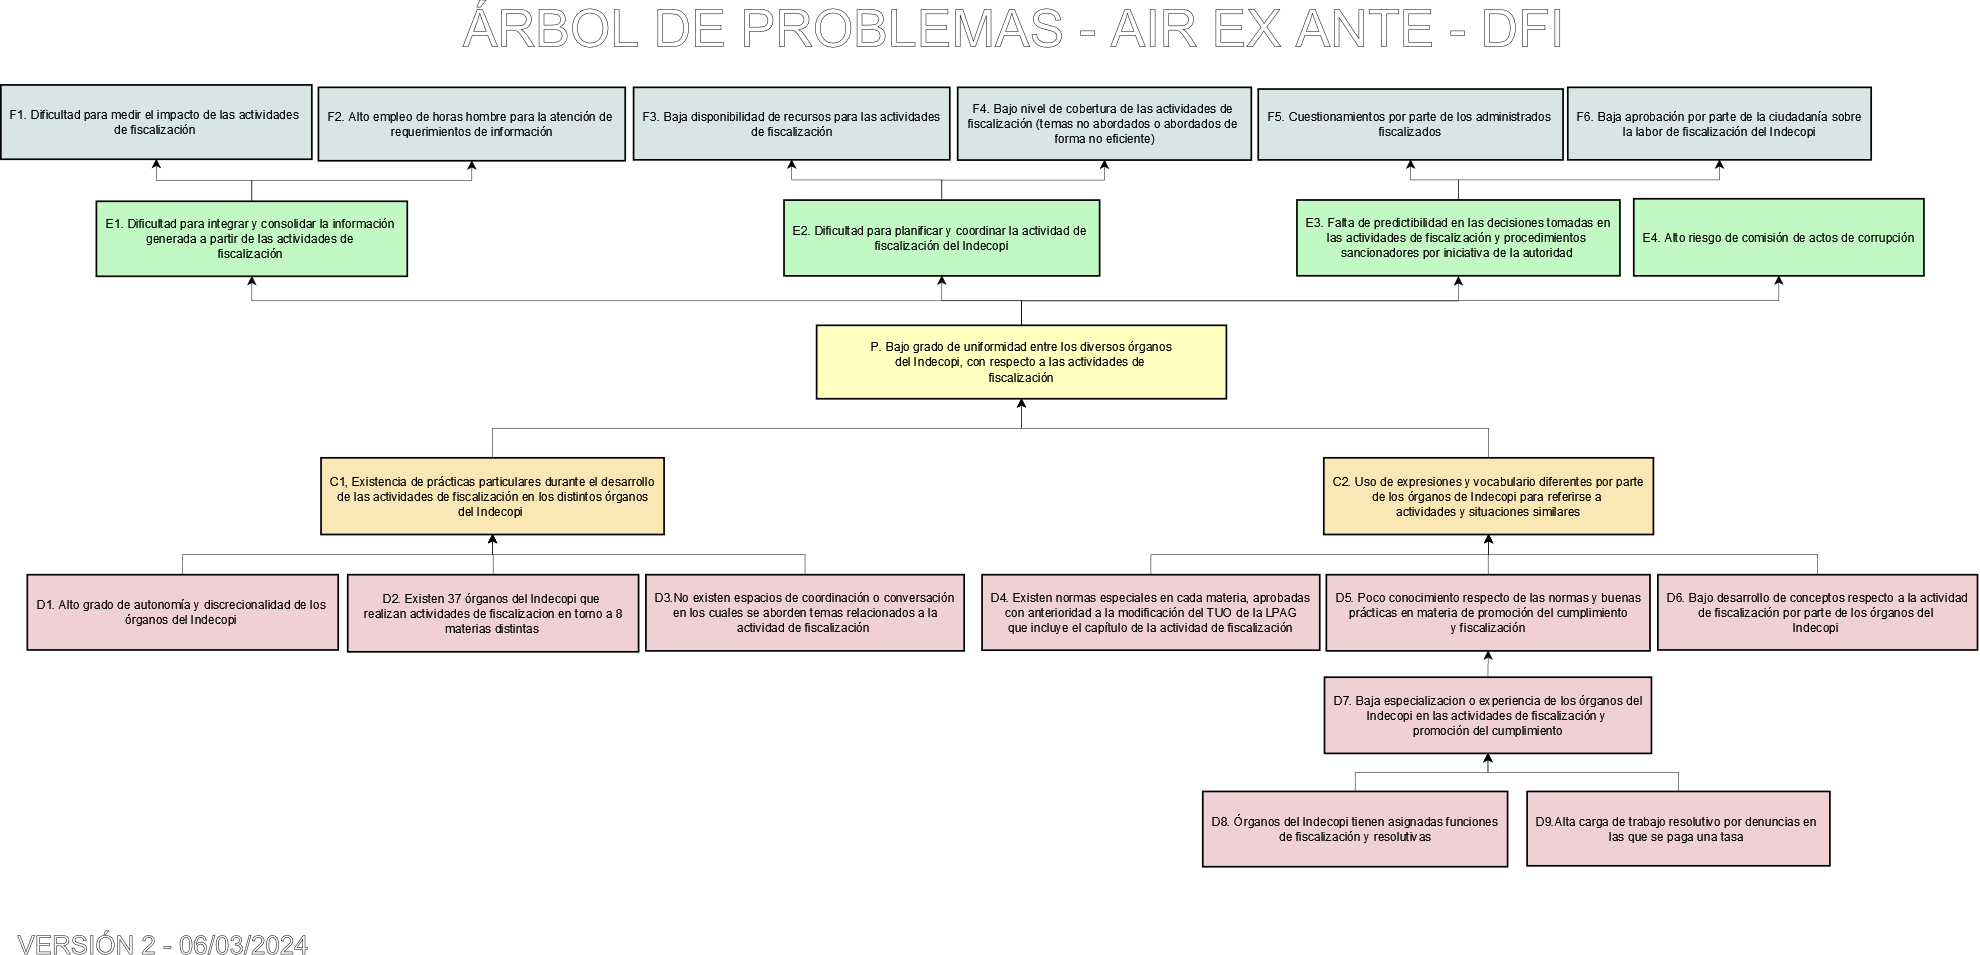 ÁRBOL DE PROBLEMAS - AIR EX ANTE - DFI
F1. Dificultad para medir el impacto de las actividades
de fiscalización
F2. Alto empleo de horas hombre para la atención de
requerimientos de información
F3. Baja disponibilidad de recursos para las actividades
de fiscalización
F4. Bajo nivel de cobertura de las actividades de
fiscalización (temas no abordados o abordados de
forma no eficiente)
F5. Cuestionamientos por parte de los administrados
fiscalizados
F6. Baja aprobación por parte de la ciudadanía sobre
la labor de fiscalización del Indecopi
E1. Dificultad para integrar y consolidar la información
generada a partir de las actividades de
fiscalización
E2. Dificultad para planificar y coordinar la actividad de
fiscalización del Indecopi
E3. Falta de predictibilidad en las decisiones tomadas en
las actividades de fiscalización y procedimientos
sancionadores por iniciativa de la autoridad
E4. Alto riesgo de comisión de actos de corrupción
P. Bajo grado de uniformidad entre los diversos órganos
del Indecopi, con respecto a las actividades de
fiscalización
C1, Existencia de prácticas particulares durante el desarrollo
de las actividades de fiscalización en los distintos órganos
del Indecopi
C2. Uso de expresiones y vocabulario diferentes por parte
de los órganos de Indecopi para referirse a
actividades y situaciones similares
D1. Alto grado de autonomía y discrecionalidad de los
órganos del Indecopi
D2. Existen 37 órganos del Indecopi que
realizan actividades de fiscalizacion en torno a 8
materias distintas
D3.No existen espacios de coordinación o conversación
en los cuales se aborden temas relacionados a la
actividad de fiscalización
D4. Existen normas especiales en cada materia, aprobadas
con anterioridad a la modificación del TUO de la LPAG
que incluye el capítulo de la actividad de fiscalización
D5. Poco conocimiento respecto de las normas y buenas
prácticas en materia de promoción del cumplimiento
y fiscalización
D6. Bajo desarrollo de conceptos respecto a la actividad
de fiscalización por parte de los órganos del
Indecopi
D7. Baja especializacion o experiencia de los órganos del
Indecopi en las actividades de fiscalización y
promoción del cumplimiento
D8. Órganos del Indecopi tienen asignadas funciones
de fiscalización y resolutivas
D9.Alta carga de trabajo resolutivo por denuncias en
las que se paga una tasa
VERSIÓN 2 - 06/03/2024